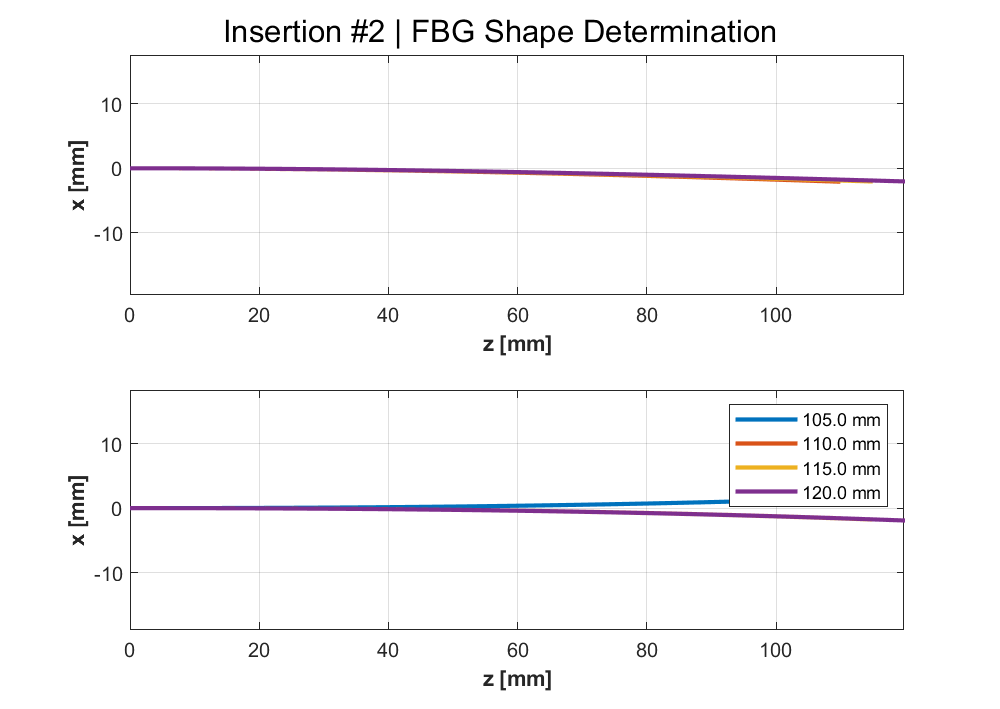 Insertion #2 | FBG Shape Determination
10
0
-10
x [mm]
0 20 40 60 80 100
z [mm]
10
0
-10
x [mm]
105.0 mm
110.0 mm
115.0 mm
120.0 mm
0 20 40 60 80 100
z [mm]